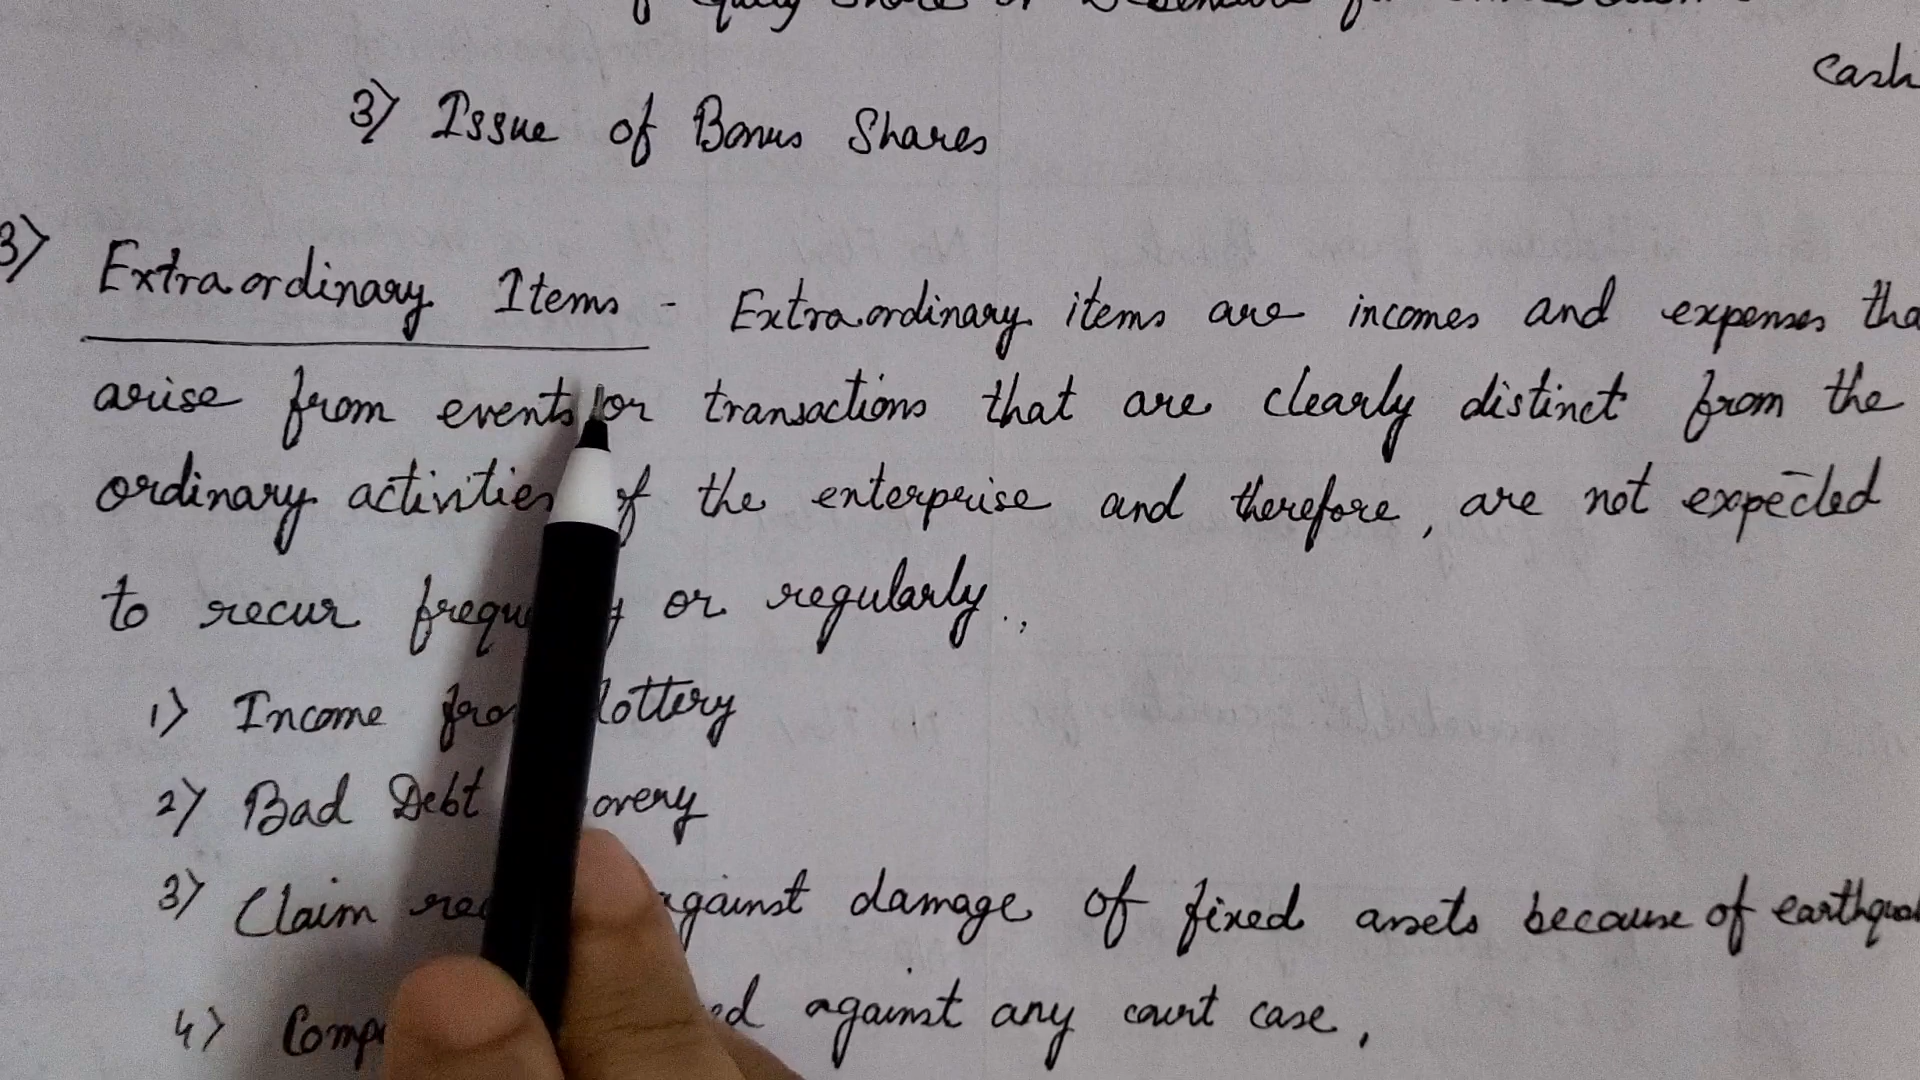 cash
3) Issue of Bonus Shares
3) Extraordinary Items - Extraordinary items are incomes and expenses
arise from events or transactions that are clearly distinct from the
ordinary activities of the enterprise and therefore, are not expected
to recur or regularly.,
1) Income lottery
2) Bad Debt
3) Claim against damage of fixed assets because of
4) against any court case,